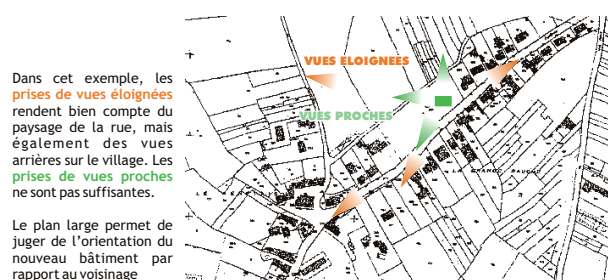 Dans cet exemple, les
prises de vues éloignées
rendent bien compte du
paysage de la rue, mais
également des vues
arrières sur le village. Les
prises de vues proches
ne sont pas suffisantes.
Le plan large permet de
juger de l'orientation du
nouveau bâtiment par
rapport au voisinage
VUES ELOIGNEES
VUES PROCHES
LA GRANDE